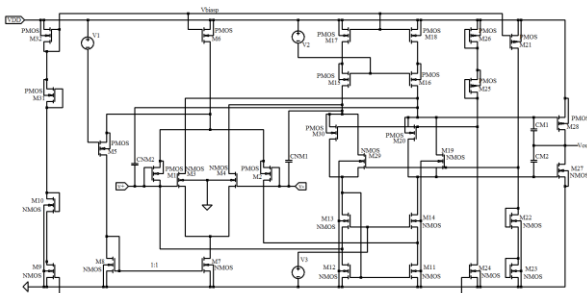 VDD
Vbiasp
PMOS
M32
V1
PMOS
M6
V2
PMOS
M17
PMOS
M18
PMOS
M26
PMOS
M21
PMOS
M15
PMOS
M16
PMOS
M25
PMOS
PMOS
M5
CNM2
PMOS
NMOS
M3
NMOS
M4
PMOS
M2
CNM1
PMOS
M30
NMOS
M29
PMOS
M20
M19
NMOS
CM1
CM2
PMOS
M28
M27
NMOS
M10
NMOS
M13
NMOS
M14
NMOS
M22
NMOS
M9
NMOS
M8
NMOS
1:1
M7
NMOS
V3
M12
NMOS
M11
NMOS
M24
NMOS
M23
NMOS